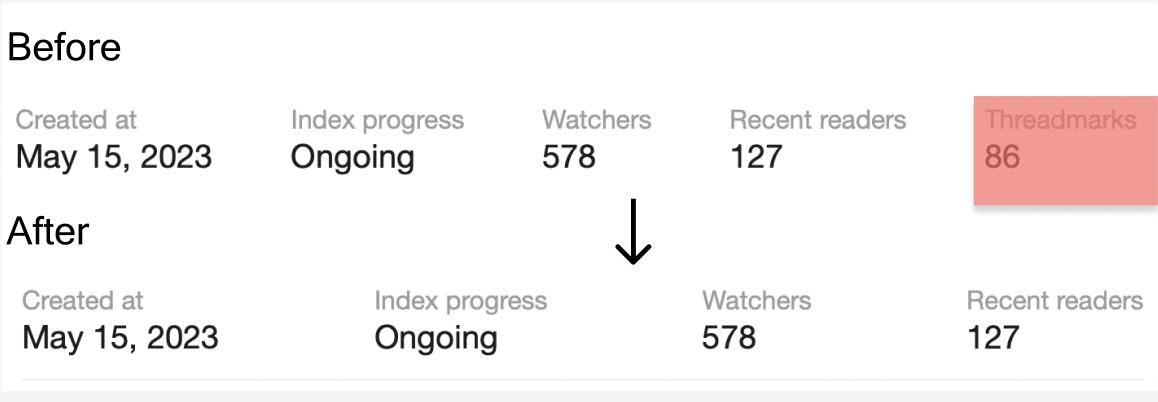 Before
Created at Index progress Watchers Recent readers Threadmarks
May 15, 2023 Ongoing 578 127 86
After
Created at Index progress Watchers Recent readers
May 15, 2023 Ongoing 578 127